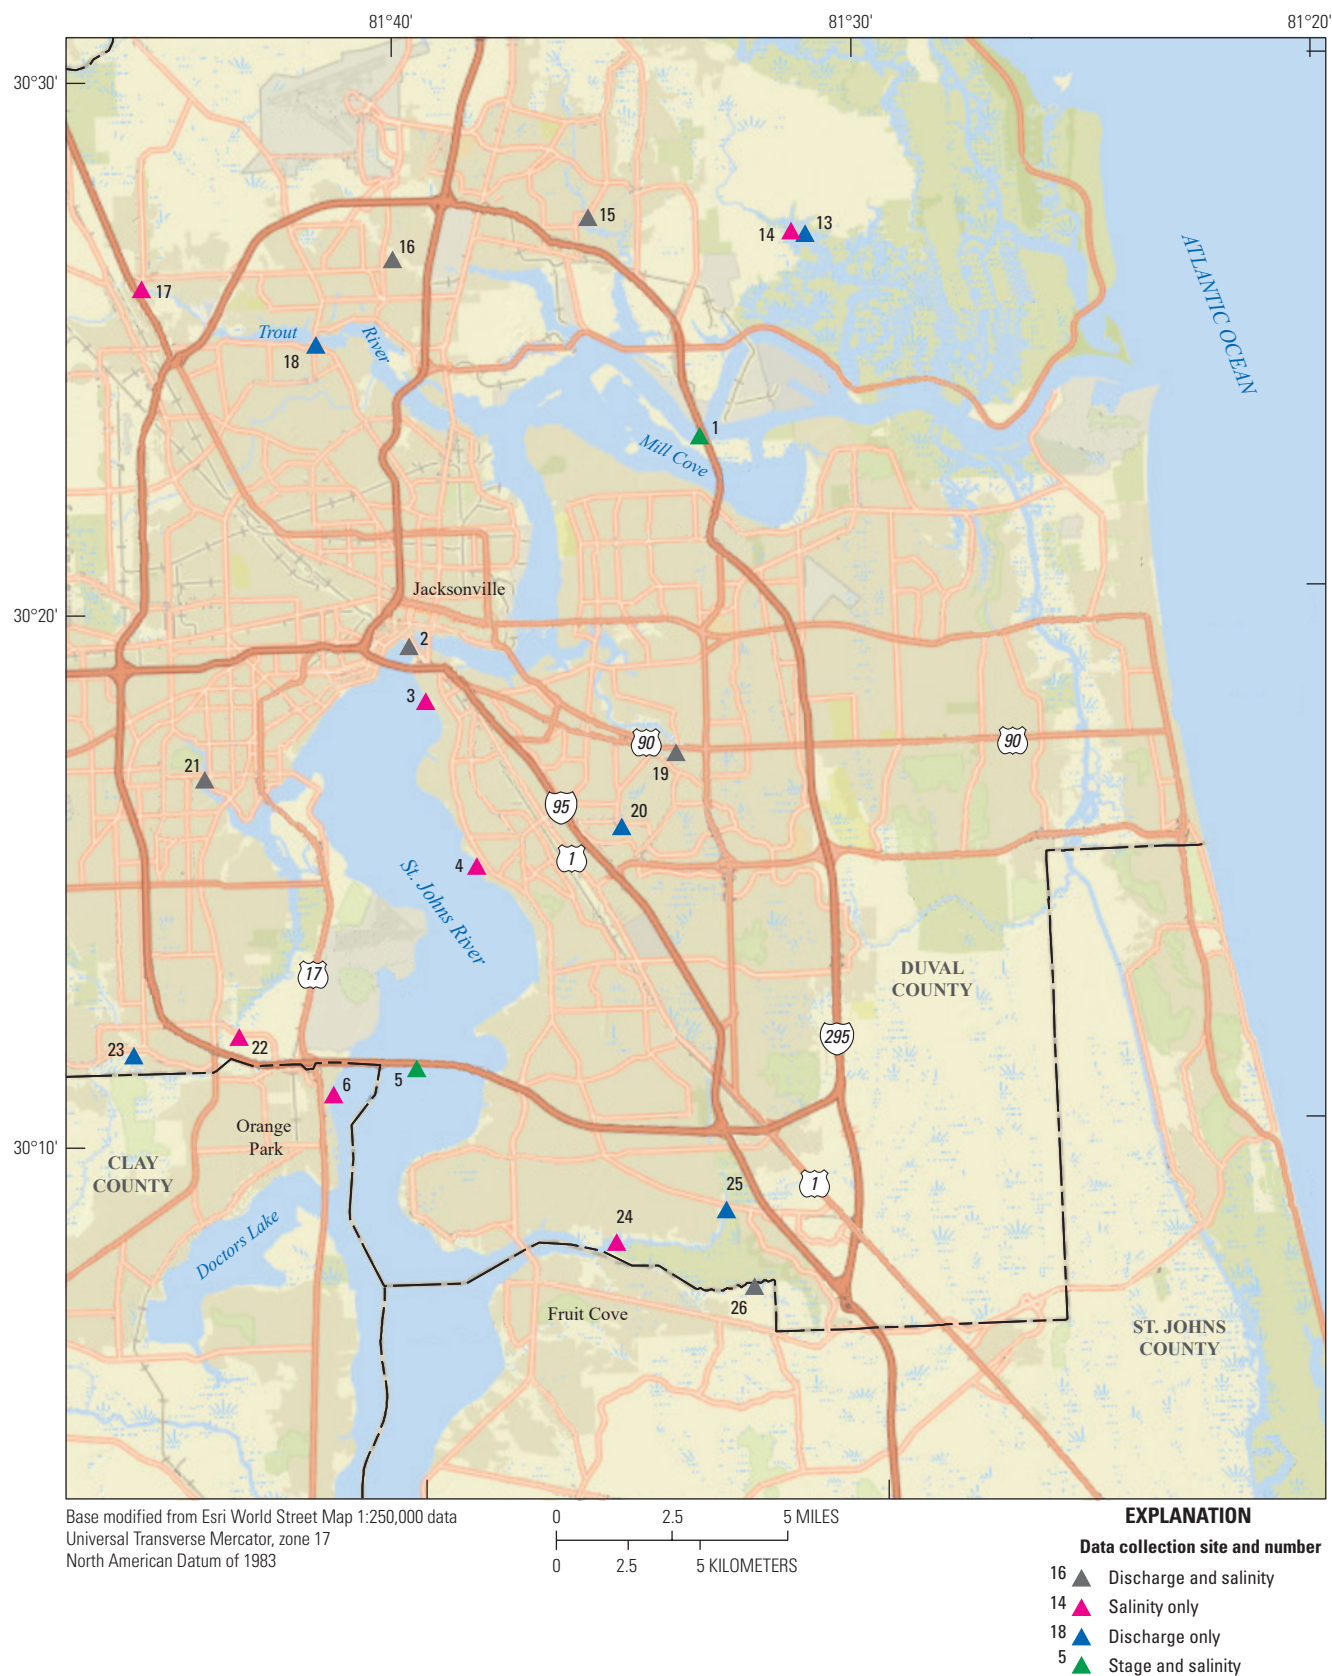 81°40'
81°30'
81°20'
30°30'
15
13
14
16
17
ATLANTIC OCEAN
Trout
River
18
1
Mill Cove
Jacksonville
30°20'
2
3
90
90
19
21
95
20
1
4
St. Johns River
DUVAL
COUNTY
17
295
22
23
5
6
Orange
Park
30°10'
CLAY
COUNTY
25
1
24
Doctors Lake
26
Fruit Cove
ST. JOHNS
COUNTY
Base modified from Esri World Street Map 1:250,000 data
Universal Transverse Mercator, zone 17
North American Datum of 1983
0 2.5 5 MILES
0 2.5 5 KILOMETERS
EXPLANATION
Data collection site and number
16 Discharge and salinity
14 Salinity only
18 Discharge only
5 Stage and salinity